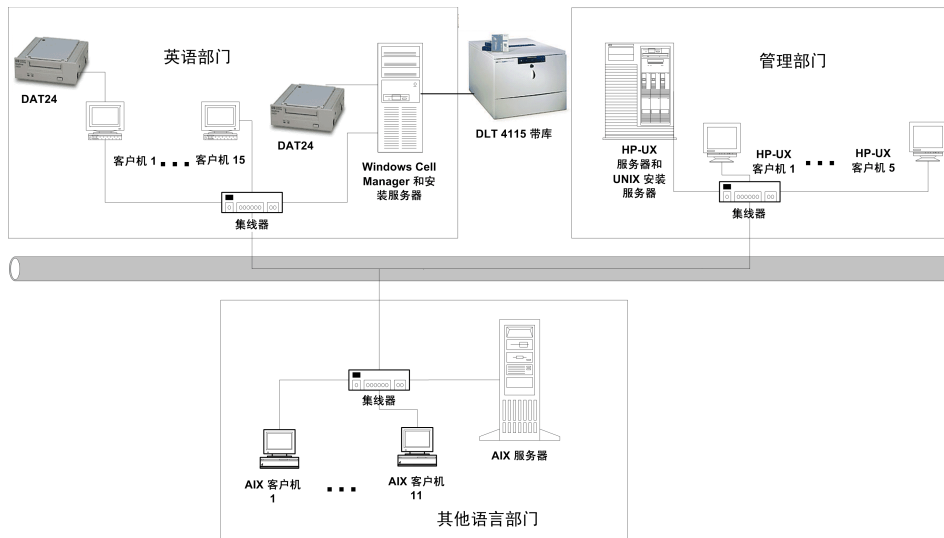 英语部门
DAT24
客户机 1
客户机 15
DAT24
Windows Cell
Manager 和安
装服务器
DLT 4115 带库
集线器
管理部门
HP-UX
服务器和
UNIX 安装
服务器
HP-UX
客户机 1
HP-UX
客户机 5
集线器
集线器
AIX 服务器
AIX 客户机
1
AIX 客户机
11
其他语言部门